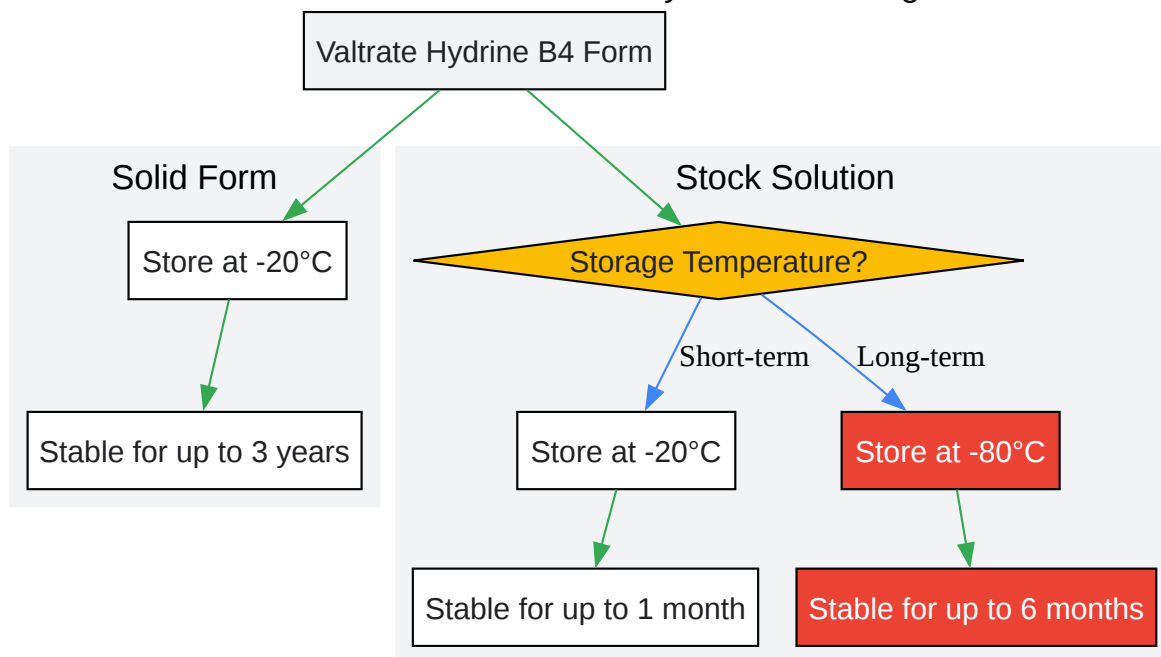 Valtrate Hydrine B4 Form
Solid Form
Stock Solution
Store at -20°C
Storage Temperature?
Short-term
Long-term
Stable for up to 3 years
Store at -20°C
Store at -80°C
Stable for up to 1 month
Stable for up to 6 months